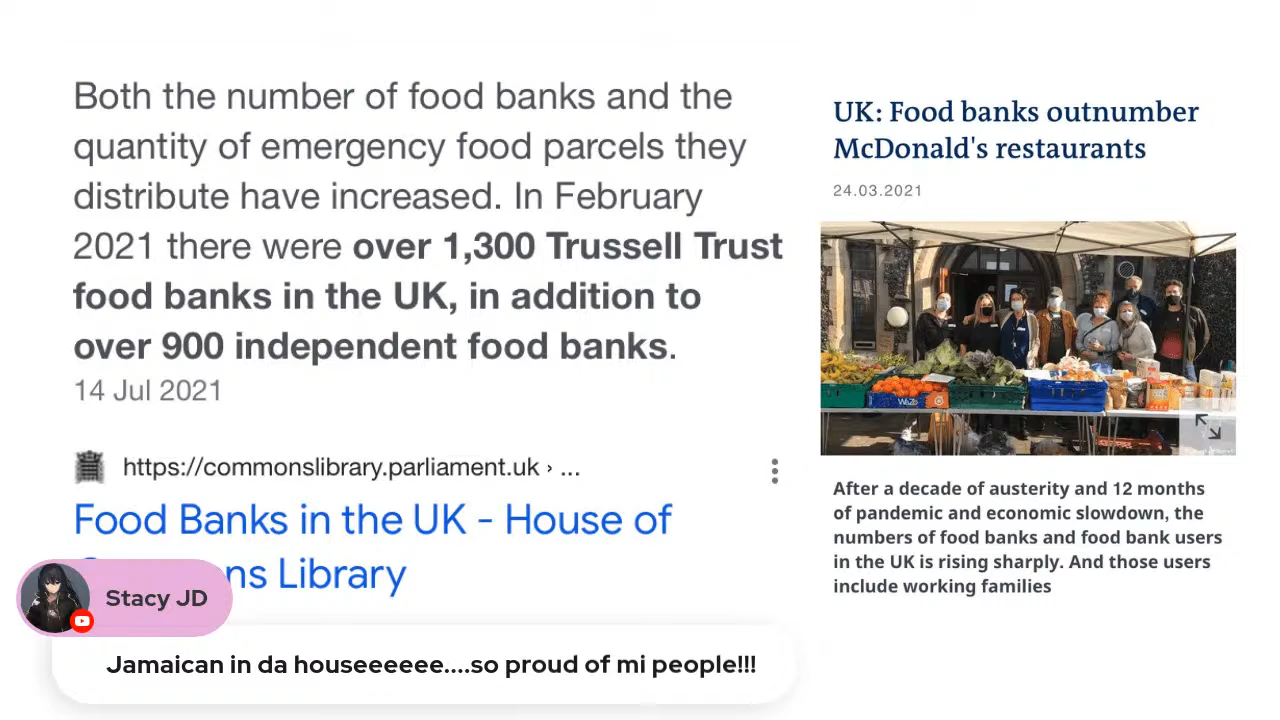 Both the number of food banks and the
quantity of emergency food parcels they
distribute have increased. In February
2021 there were over 1,300 Trussell Trust
food banks in the UK, in addition to
over 900 independent food banks.
14 Jul 2021
https://commonslibrary.parliament.uk › ...
Food Banks in the UK - House of
ns Library
UK: Food banks outnumber
McDonald's restaurants
24.03.2021
After a decade of austerity and 12 months
of pandemic and economic slowdown, the
numbers of food banks and food bank users
in the UK is rising sharply. And those users
include working families
Stacy JD
Jamaican in da houseeeeee....so proud of mi people!!!